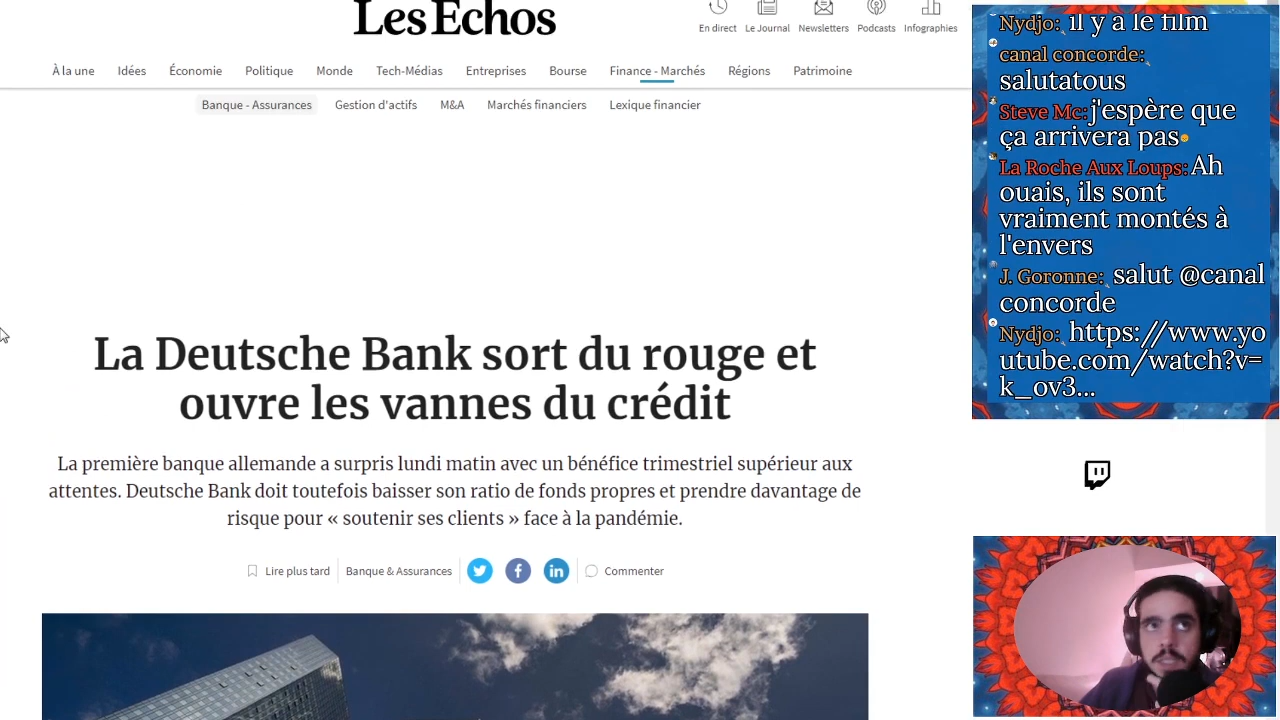 Les Echos
En direct Le Journal Newsletters Podcasts Infographies
À la une Idées Économie Politique Monde Tech-Médias Entreprises Bourse Finance - Marchés Régions Patrimoine
Banque - Assurances Gestion d'actifs M&A Marchés financiers Lexique financier
La Deutsche Bank sort du rouge et
ouvre les vannes du crédit
La première banque allemande a surpris lundi matin avec un bénéfice trimestriel supérieur aux
attentes. Deutsche Bank doit toutefois baisser son ratio de fonds propres et prendre davantage de
risque pour « soutenir ses clients » face à la pandémie.
Lire plus tard Banque & Assurances Commenter
Nydjo: il y a le film
canal concorde:
salutatous
Steve Mc: j'espère que
ça arrivera pas
La Roche Aux Loups: Ah
ouais, ils sont
vraiment montés à
l'envers
J. Goronne: salut @canal
concorde
Nydjo: https://www.yo
utube.com/watch?v=
k_ov3...